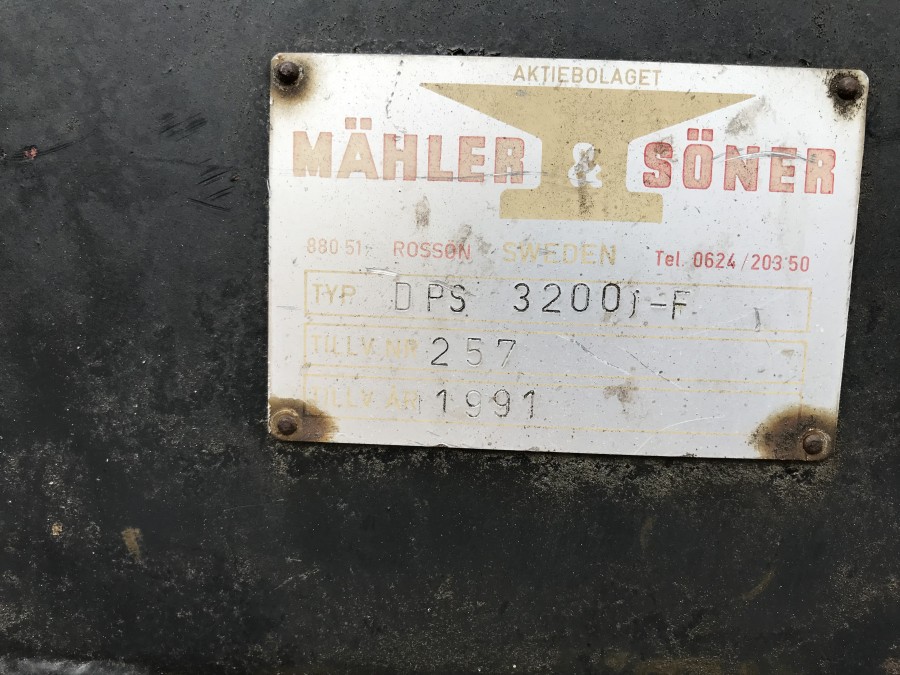 AKTIEBOLAGET
MÄHLER & SÖNER
880 51 ROSSÖN SWEDEN Tel. 0624/203 50
TYP DPS 3200j-F
TILLV. NR 257
TILLV. ÅR 1991